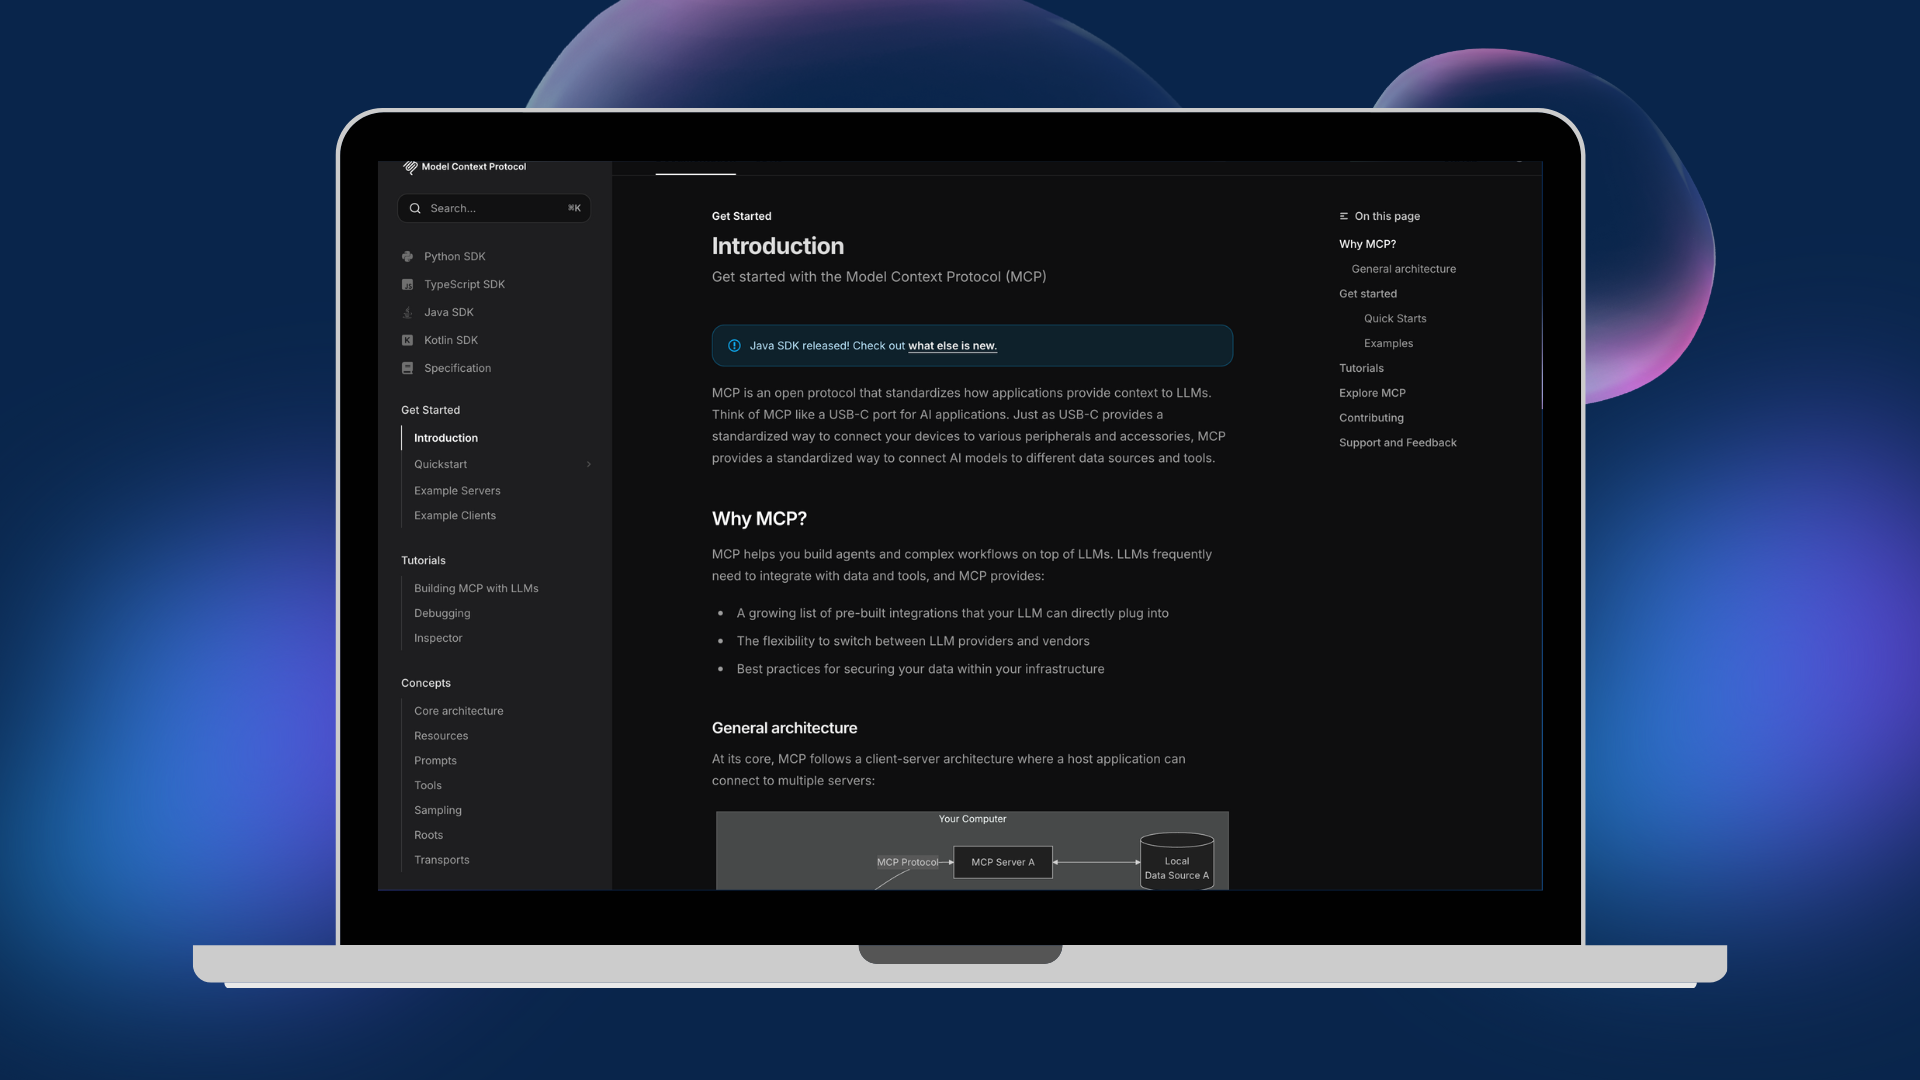 Model Context Protocol
Search...
⌘K
Python SDK
TypeScript SDK
Java SDK
Kotlin SDK
Specification
Get Started
Introduction
Quickstart
Example Servers
Example Clients
Tutorials
Building MCP with LLMs
Debugging
Inspector
Concepts
Core architecture
Resources
Prompts
Tools
Sampling
Roots
Transports
Get Started
Introduction
Get started with the Model Context Protocol (MCP)
Java SDK released! Check out what else is new.
MCP is an open protocol that standardizes how applications provide context to LLMs.
Think of MCP like a USB-C port for AI applications. Just as USB-C provides a
standardized way to connect your devices to various peripherals and accessories, MCP
provides a standardized way to connect AI models to different data sources and tools.
Why MCP?
MCP helps you build agents and complex workflows on top of LLMs. LLMs frequently
need to integrate with data and tools, and MCP provides:
• A growing list of pre-built integrations that your LLM can directly plug into
• The flexibility to switch between LLM providers and vendors
• Best practices for securing your data within your infrastructure
General architecture
At its core, MCP follows a client-server architecture where a host application can
connect to multiple servers:
Your Computer
MCP Protocol
MCP Server A
Local
Data Source A
On this page
Why MCP?
General architecture
Get started
Quick Starts
Examples
Tutorials
Explore MCP
Contributing
Support and Feedback